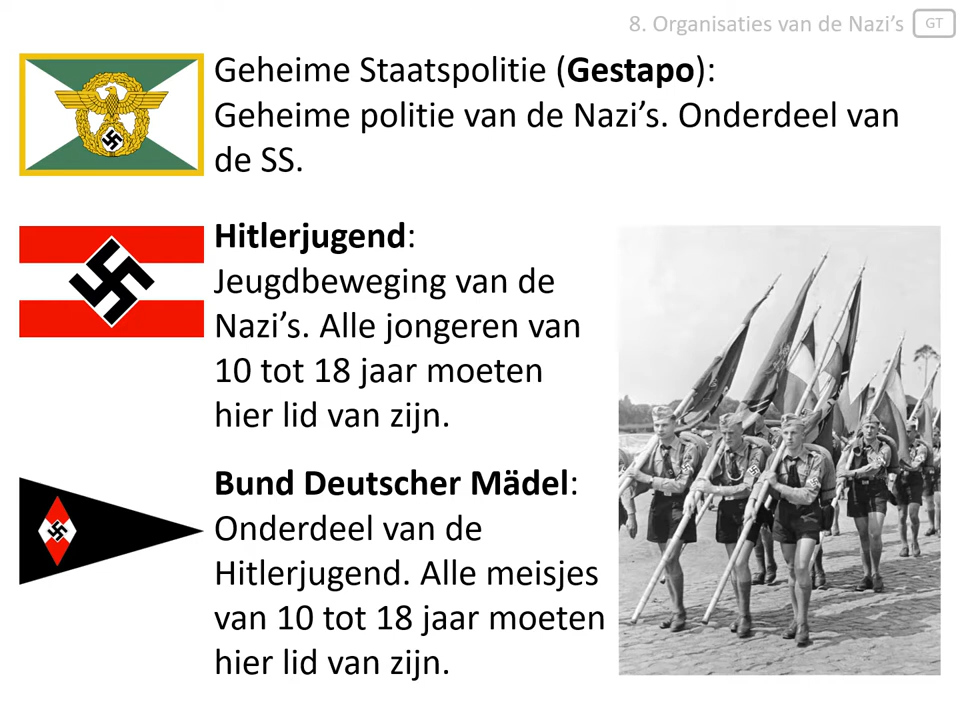 8. Organisaties van de Nazi’s GT
Geheime Staatspolitie (Gestapo):
Geheime politie van de Nazi’s. Onderdeel van
de SS.
Hitlerjugend:
Jeugdbeweging van de
Nazi’s. Alle jongeren van
10 tot 18 jaar moeten
hier lid van zijn.
Bund Deutscher Mädel:
Onderdeel van de
Hitlerjugend. Alle meisjes
van 10 tot 18 jaar moeten
hier lid van zijn.